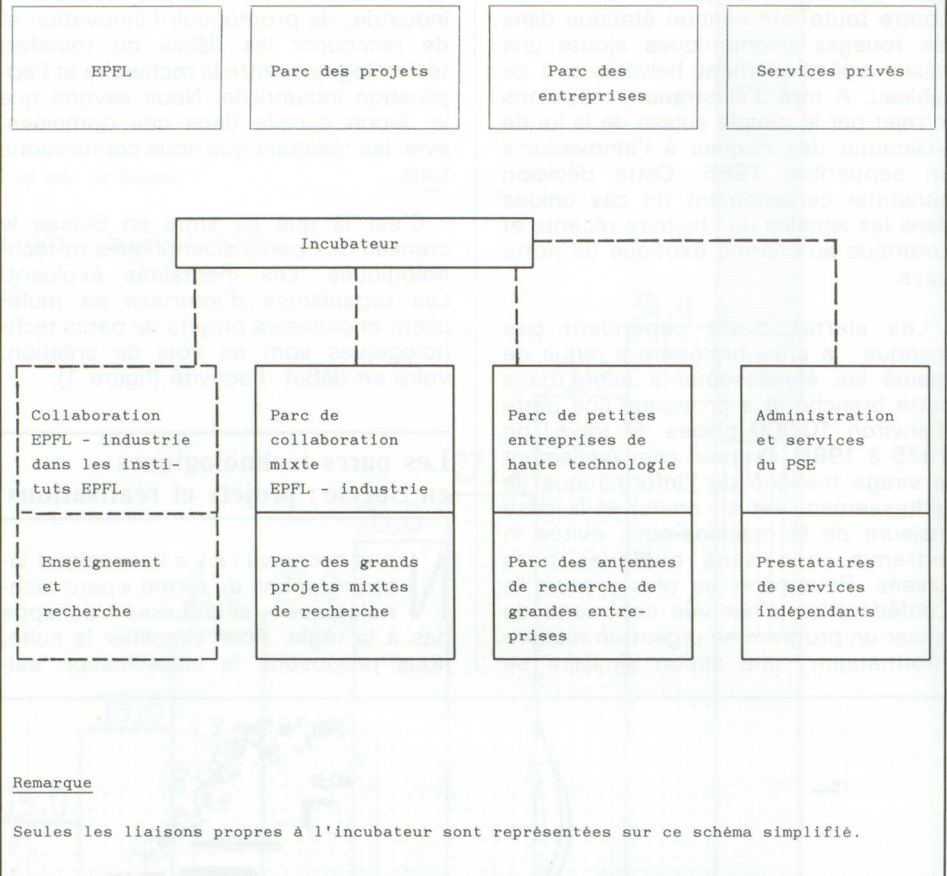 EPFL
Parc des projets
Parc des
entreprises
Services privés
Incubateur
Collaboration
EPFL - industrie
dans les insti-
tuts EPFL
Parc de
collaboration
mixte
EPFL - industrie
Parc de petites
entreprises de
haute technologie
Administration
et services
du PSE
Enseignement
et
recherche
Parc des grands
projets mixtes
de recherche
Parc des antennes
de recherche de
grandes entre-
prises
Prestataires
de services
indépendants
Remarque
Seules les liaisons propres à l'incubateur sont représentées sur ce schéma simplifié.